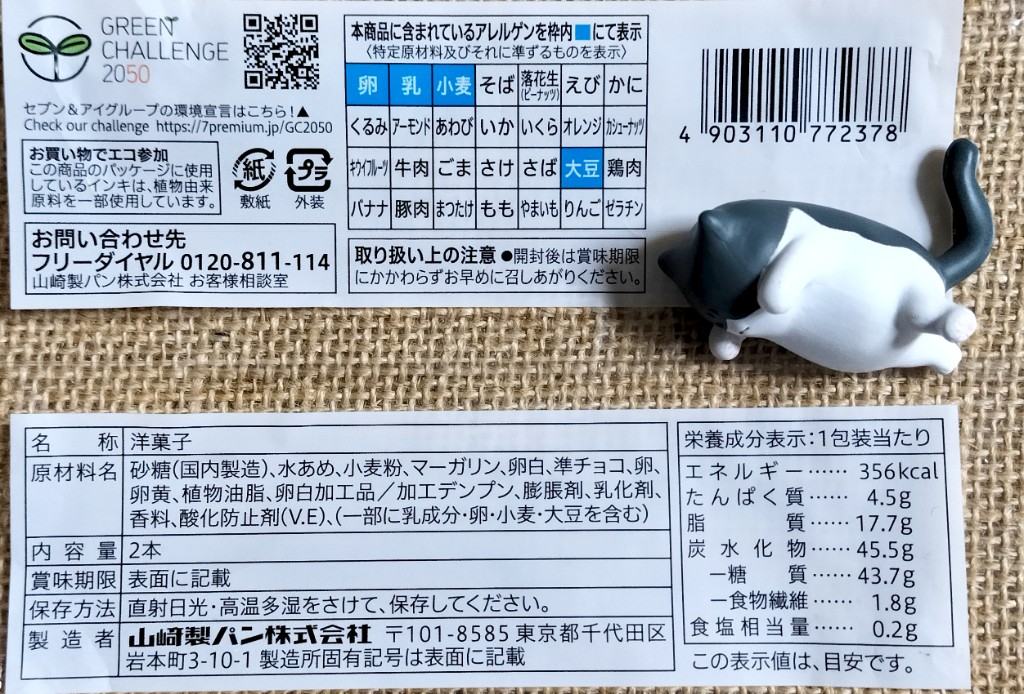 GREEN
CHALLENGE
2050
セブン&アイグループの環境宣言はこちら!▲
Check our challenge https://7premium.jp/GC2050
お買い物でエコ参加
この商品のパッケージに使用
しているインキは、植物由来
原料を一部使用しています。
紙
敷紙
プラ
外装
お問い合わせ先
フリーダイヤル 0120-811-114
山崎製パン株式会社 お客様相談室
本商品に含まれているアレルゲンを枠内■にて表示
〈特定原材料及びそれに準ずるものを表示〉
卵 乳 小麦 そば 落花生(ピーナッツ) えび かに
くるみ アーモンド あわび いか いくら オレンジ カシューナッツ
キウイフルーツ 牛肉 ごま さけ さば 大豆 鶏肉
バナナ 豚肉 まつたけ もも やまいも りんご ゼラチン
取り扱い上の注意 ●開封後は賞味期限
にかかわらずお早めに召しあがりください。
4 903110 772378
名称 洋菓子
原材料名 砂糖(国内製造)、水あめ、小麦粉、マーガリン、卵白、準チョコ、卵、
卵黄、植物油脂、卵白加工品/加工デンプン、膨脹剤、乳化剤、
香料、酸化防止剤(V.E)、(一部に乳成分・卵・小麦・大豆を含む)
内容量 2本
賞味期限 表面に記載
保存方法 直射日光・高温多湿をさけて、保存してください。
製造者 山崎製パン株式会社 〒101-8585 東京都千代田区
岩本町3-10-1 製造所固有記号は表面に記載
栄養成分表示:1包装当たり
エネルギー…… 356kcal
たんぱく質…… 4.5g
脂質…… 17.7g
炭水化物…… 45.5g
ー糖質…… 43.7g
ー食物繊維…… 1.8g
食塩相当量…… 0.2g
この表示値は、目安です。